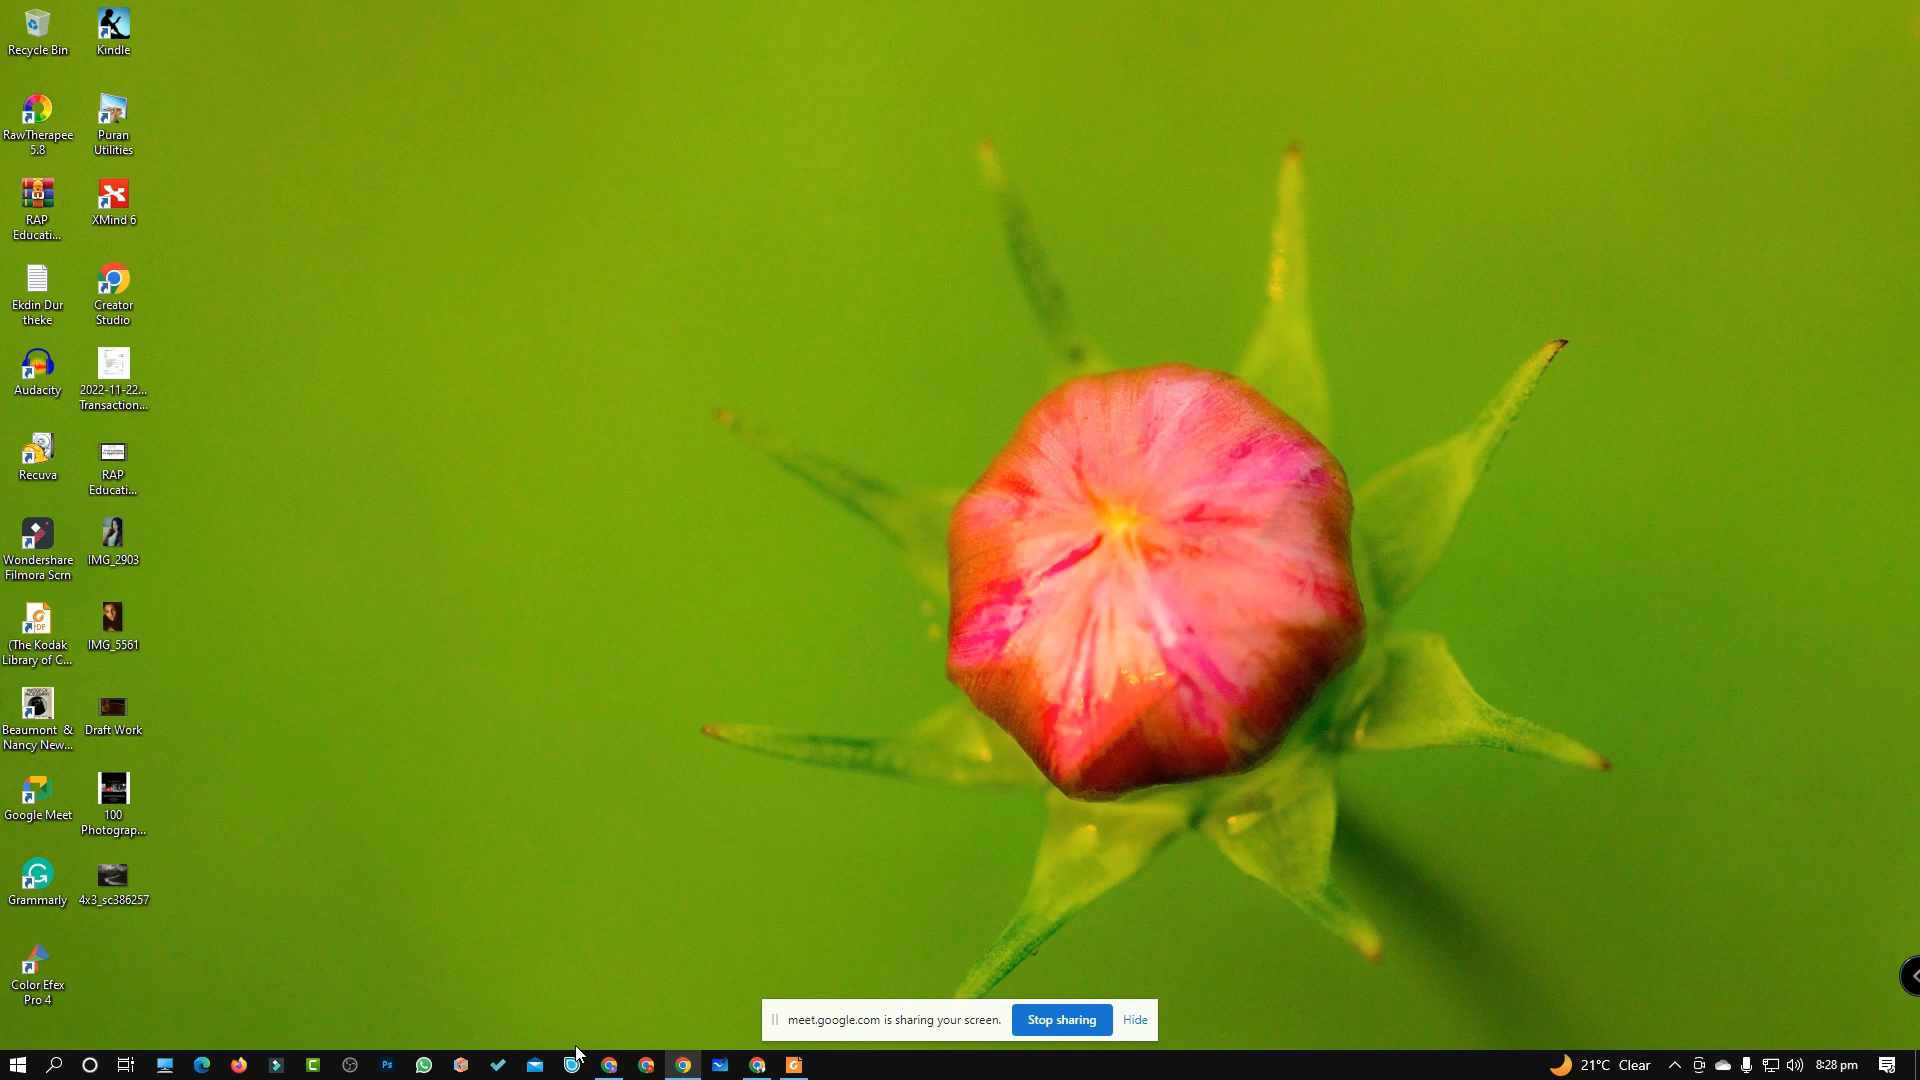 Recycle Bin
Kindle
RawTherapee
5.8
Puran
Utilities
RAP
Educati...
XMind 6
Ekdin Dur
theke
Creator
Studio
Audacity
2022-11-22...
Transaction...
Recuva
RAP
Educati...
Wondershare
Filmora Scrn
IMG_2903
(The Kodak
Library of C...
IMG_5561
Beaumont & 
Nancy New...
Draft Work
Google Meet
100
Photograp...
Grammarly
4x3_sc386257
Color Efex
Pro 4
meet.google.com is sharing your screen.
Stop sharing
Hide
Ps
21°C Clear
8:28 pm